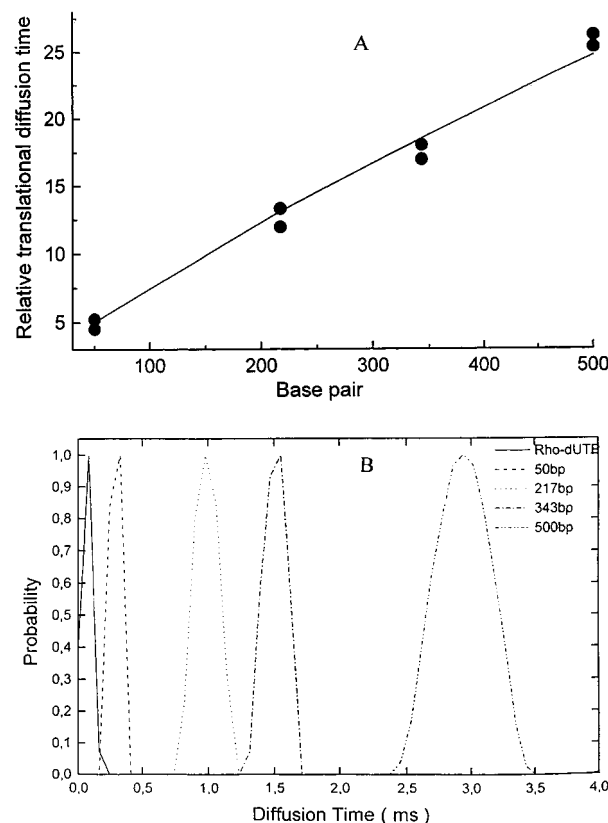 A
Relative translational diffusion time
25
20
15
10
5
100
200
300
400
500
Base pair
B
Rho-dUTP
50bp
217bp
343bp
500bp
Probability
1,0
0,9
0,8
0,7
0,6
0,5
0,4
0,3
0,2
0,1
0,0
0,0
0,5
1,0
1,5
2,0
2,5
3,0
3,5
4,0
Diffusion Time ( ms )